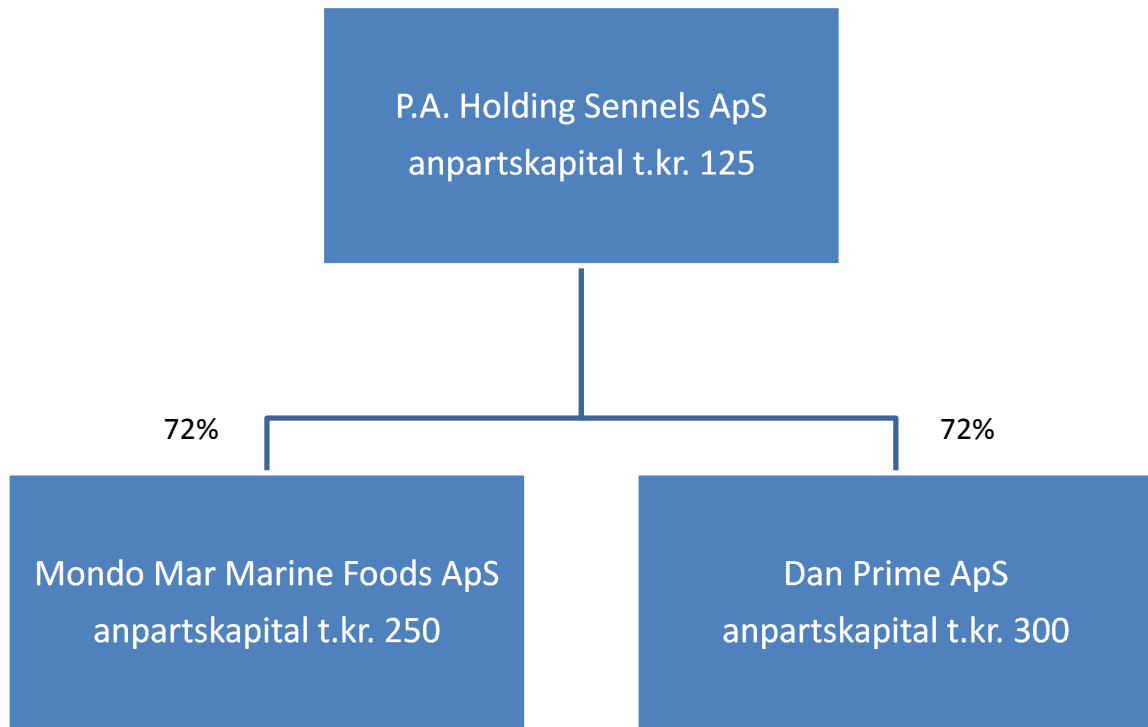 P.A. Holding Sennels ApS
anpartskapital t.kr. 125
72%
72%
Mondo Mar Marine Foods ApS
anpartskapital t.kr. 250
Dan Prime ApS
anpartskapital t.kr. 300